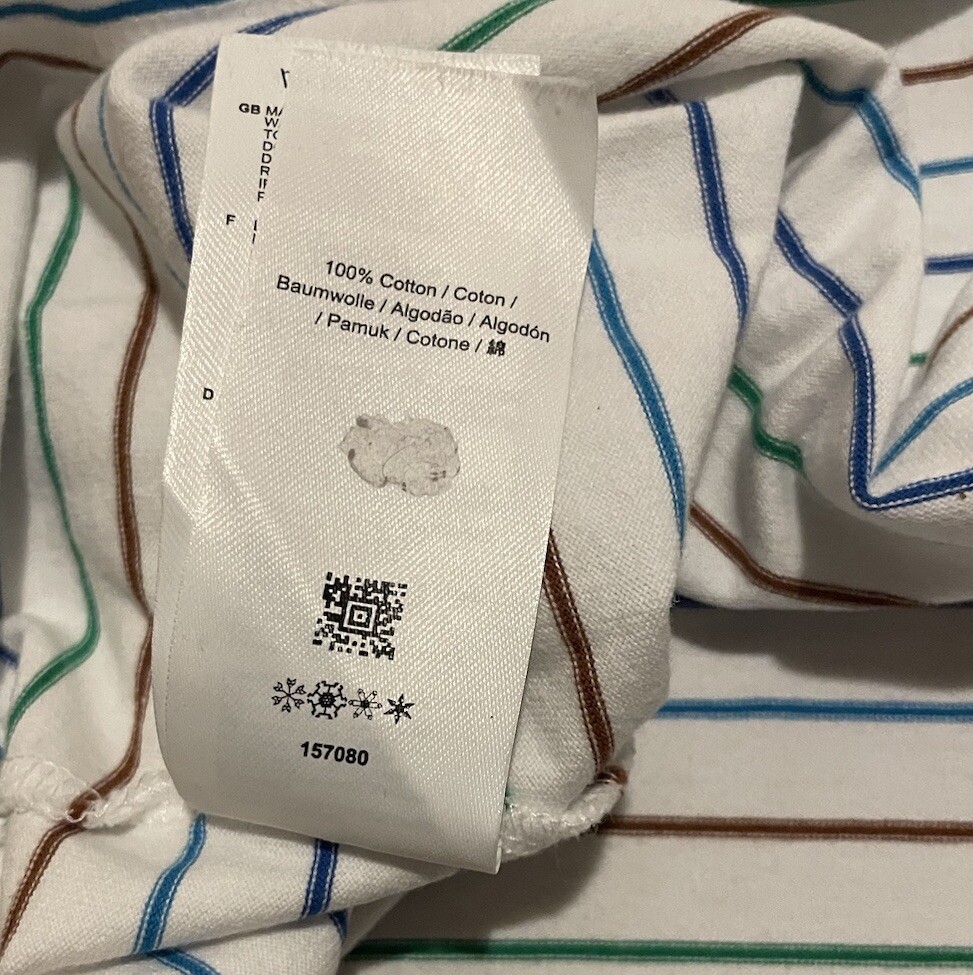 GB
F
D
100% Cotton / Coton /
Baumwolle / Algodão / Algodón
/ Pamuk / Cotone / 綿
157080